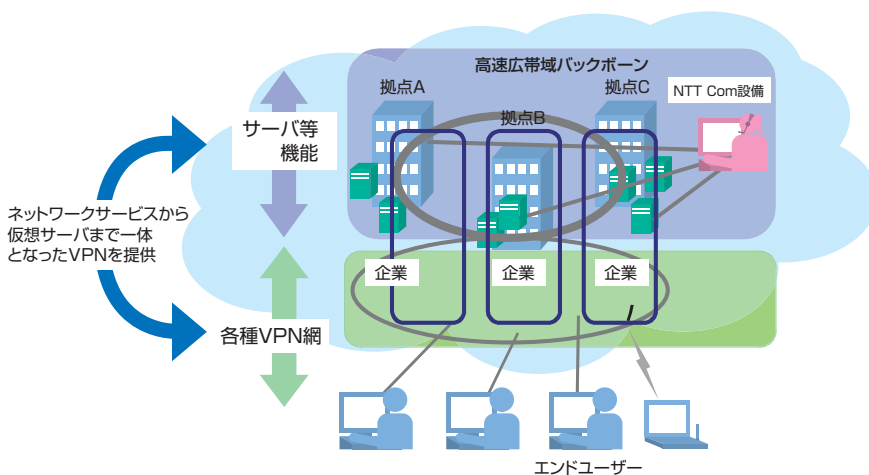 高速広帯域バックボーン
拠点A
拠点B
拠点C
NTT Com設備
サーバ等
機能
ネットワークサービスから
仮想サーバまで一体
となったVPNを提供
企業
企業
企業
各種VPN網
エンドユーザー